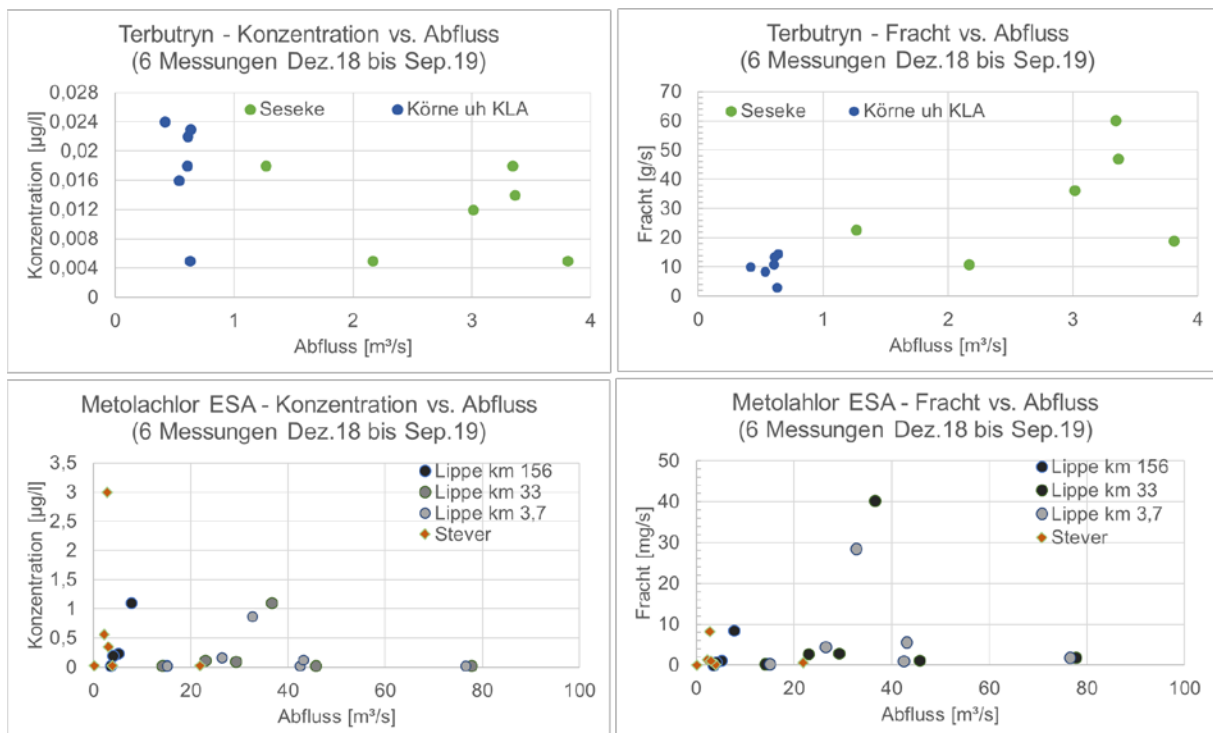 Terbutryn - Konzentration vs. Abfluss
(6 Messungen Dez.18 bis Sep.19)
Konzentration [µg/l]
0,028
0,024
0,02
0,016
0,012
0,008
0,004
0
Seseke
Körne uh KLA
0 1 2 3 4
Abfluss [m³/s]
Terbutryn - Fracht vs. Abfluss
(6 Messungen Dez.18 bis Sep.19)
Fracht [g/s]
80
70
60
50
40
30
20
10
0
Seseke
Körne uh KLA
0 1 2 3 4
Abfluss [m³/s]
Metolachlor ESA - Konzentration vs. Abfluss
(6 Messungen Dez.18 bis Sep.19)
Konzentration [µg/l]
3,5
3
2,5
2
1,5
1
0,5
0
Lippe km 156
Lippe km 33
Lippe km 3,7
Stever
0 20 40 60 80 100
Abfluss [m³/s]
Metolahlor ESA - Fracht vs. Abfluss
(6 Messungen Dez.18 bis Sep.19)
Fracht [mg/s]
50
40
30
20
10
0
Lippe km 156
Lippe km 33
Lippe km 3,7
Stever
0 20 40 60 80 100
Abfluss [m³/s]